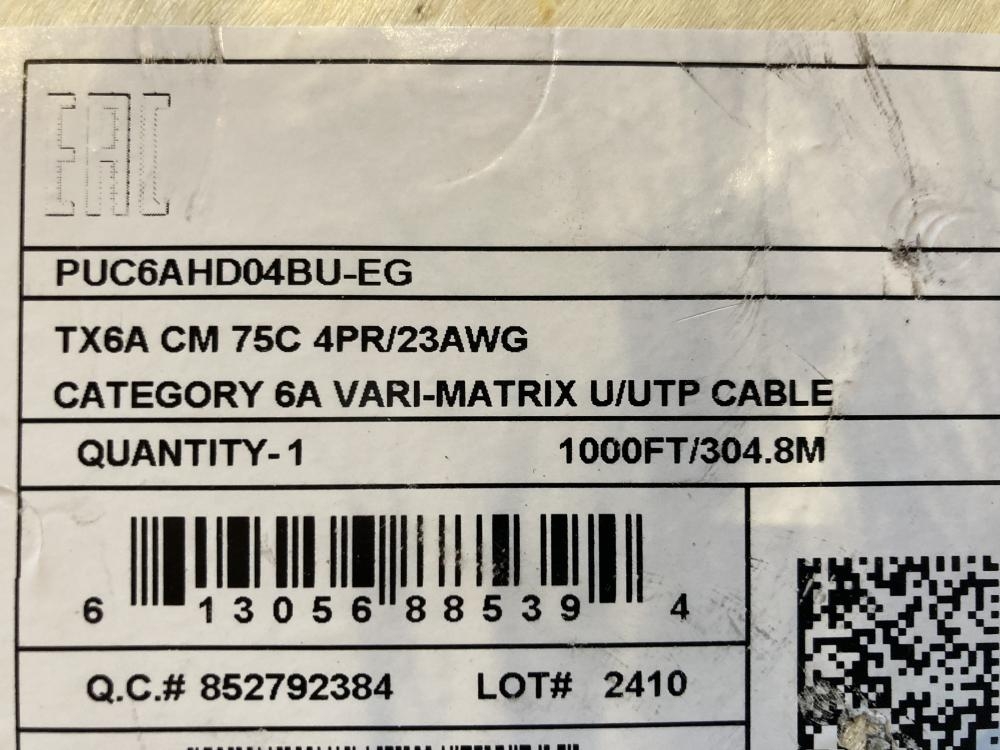 EAC
PUC6AHD04BU-EG
TX6A CM 75C 4PR/23AWG
CATEGORY 6A VARI-MATRIX U/UTP CABLE
QUANTITY-1 1000FT/304.8M
6 13056 88539 4
Q.C.# 852792384 LOT# 2410